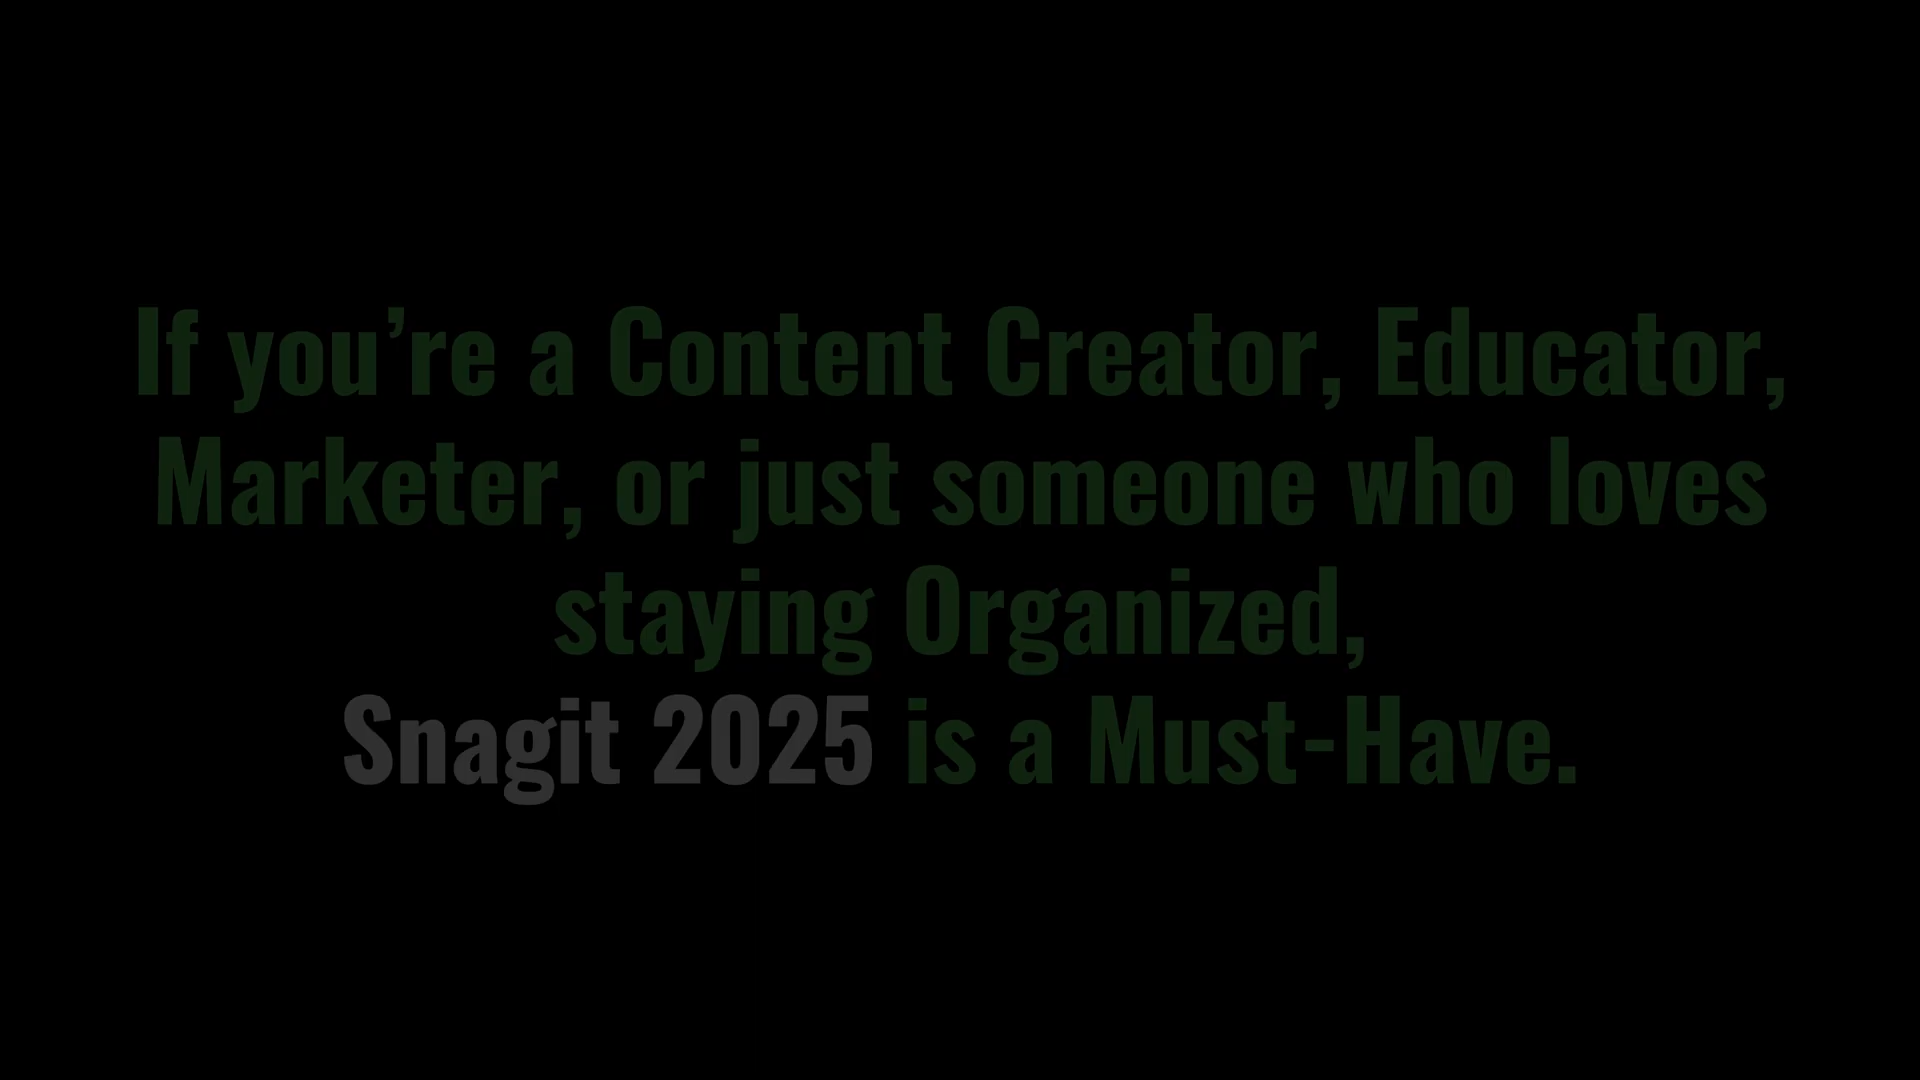 If you’re a Content Creator, Educator,
Marketer, or just someone who loves
staying Organized,
Snagit 2025 is a Must-Have.